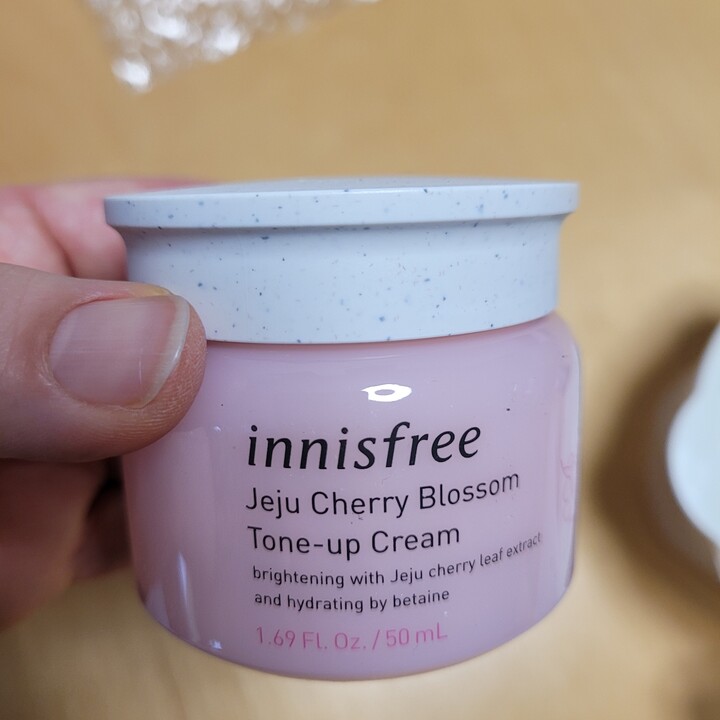 innisfree
Jeju Cherry Blossom
Tone-up Cream
brightening with Jeju cherry leaf extract
and hydrating by betaine
1.69 Fl. Oz. / 50 mL